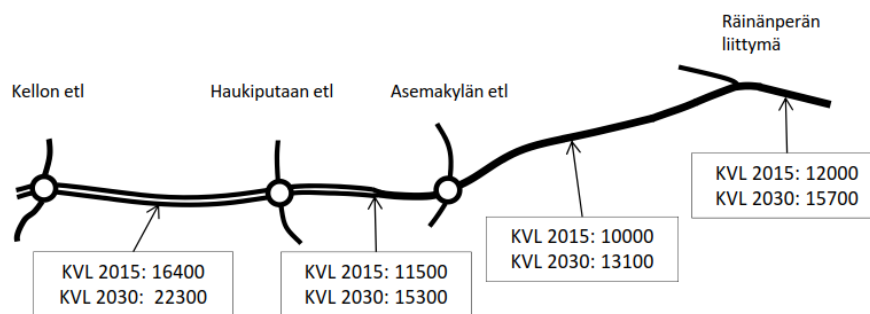 Räinänperän
liittymä
Kellon etl
Haukiputaan etl
Asemakylän etl
KVL 2015: 16400
KVL 2030: 22300
KVL 2015: 11500
KVL 2030: 15300
KVL 2015: 10000
KVL 2030: 13100
KVL 2015: 12000
KVL 2030: 15700